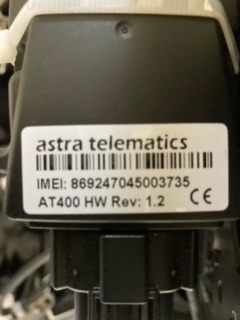 astra telematics
IMEI: 869247045003735
AT400 HW Rev: 1.2 CE